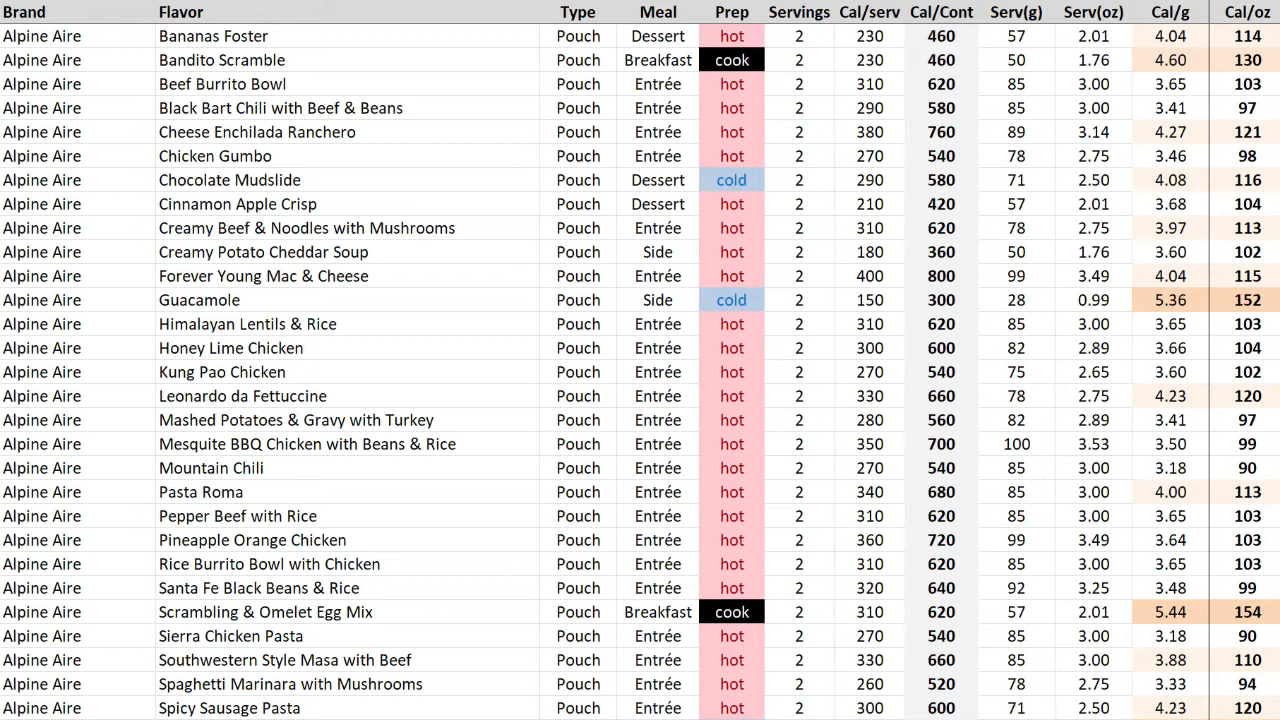 Brand Flavor Type Meal Prep Servings Cal/serv Cal/Cont Serv(g) Serv(oz) Cal/g Cal/oz
Alpine Aire Bananas Foster Pouch Dessert hot 2 230 460 57 2.01 4.04 114
Alpine Aire Bandito Scramble Pouch Breakfast cook 2 230 460 50 1.76 4.60 130
Alpine Aire Beef Burrito Bowl Pouch Entrée hot 2 310 620 85 3.00 3.65 103
Alpine Aire Black Bart Chili with Beef & Beans Pouch Entrée hot 2 290 580 85 3.00 3.41 97
Alpine Aire Cheese Enchilada Ranchero Pouch Entrée hot 2 380 760 89 3.14 4.27 121
Alpine Aire Chicken Gumbo Pouch Entrée hot 2 270 540 78 2.75 3.46 98
Alpine Aire Chocolate Mudslide Pouch Dessert cold 2 290 580 71 2.50 4.08 116
Alpine Aire Cinnamon Apple Crisp Pouch Dessert hot 2 210 420 57 2.01 3.68 104
Alpine Aire Creamy Beef & Noodles with Mushrooms Pouch Entrée hot 2 310 620 78 2.75 3.97 113
Alpine Aire Creamy Potato Cheddar Soup Pouch Side hot 2 180 360 50 1.76 3.60 102
Alpine Aire Forever Young Mac & Cheese Pouch Entrée hot 2 400 800 99 3.49 4.04 115
Alpine Aire Guacamole Pouch Side cold 2 150 300 28 0.99 5.36 152
Alpine Aire Himalayan Lentils & Rice Pouch Entrée hot 2 310 620 85 3.00 3.65 103
Alpine Aire Honey Lime Chicken Pouch Entrée hot 2 300 600 82 2.89 3.66 104
Alpine Aire Kung Pao Chicken Pouch Entrée hot 2 270 540 75 2.65 3.60 102
Alpine Aire Leonardo da Fettuccine Pouch Entrée hot 2 330 660 78 2.75 4.23 120
Alpine Aire Mashed Potatoes & Gravy with Turkey Pouch Entrée hot 2 280 560 82 2.89 3.41 97
Alpine Aire Mesquite BBQ Chicken with Beans & Rice Pouch Entrée hot 2 350 700 100 3.53 3.50 99
Alpine Aire Mountain Chili Pouch Entrée hot 2 270 540 85 3.00 3.18 90
Alpine Aire Pasta Roma Pouch Entrée hot 2 340 680 85 3.00 4.00 113
Alpine Aire Pepper Beef with Rice Pouch Entrée hot 2 310 620 85 3.00 3.65 103
Alpine Aire Pineapple Orange Chicken Pouch Entrée hot 2 360 720 99 3.49 3.64 103
Alpine Aire Rice Burrito Bowl with Chicken Pouch Entrée hot 2 310 620 85 3.00 3.65 103
Alpine Aire Santa Fe Black Beans & Rice Pouch Entrée hot 2 320 640 92 3.25 3.48 99
Alpine Aire Scrambling & Omelet Egg Mix Pouch Breakfast cook 2 310 620 57 2.01 5.44 154
Alpine Aire Sierra Chicken Pasta Pouch Entrée hot 2 270 540 85 3.00 3.18 90
Alpine Aire Southwestern Style Masa with Beef Pouch Entrée hot 2 330 660 85 3.00 3.88 110
Alpine Aire Spaghetti Marinara with Mushrooms Pouch Entrée hot 2 260 520 78 2.75 3.33 94
Alpine Aire Spicy Sausage Pasta Pouch Entrée hot 2 300 600 71 2.50 4.23 120